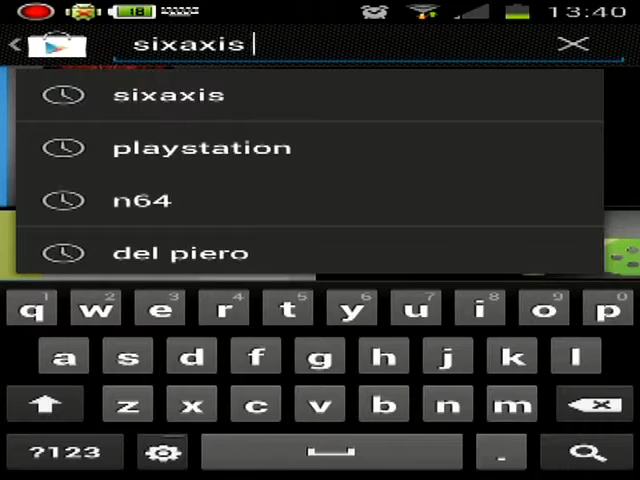 18 13:40
sixaxis
sixaxis
playstation
n64
del piero
1 2 3 4 5 6 7 8 9 0
q w e r t y u i o p
a s d f g h j k l
z x c v b n m
?123 .